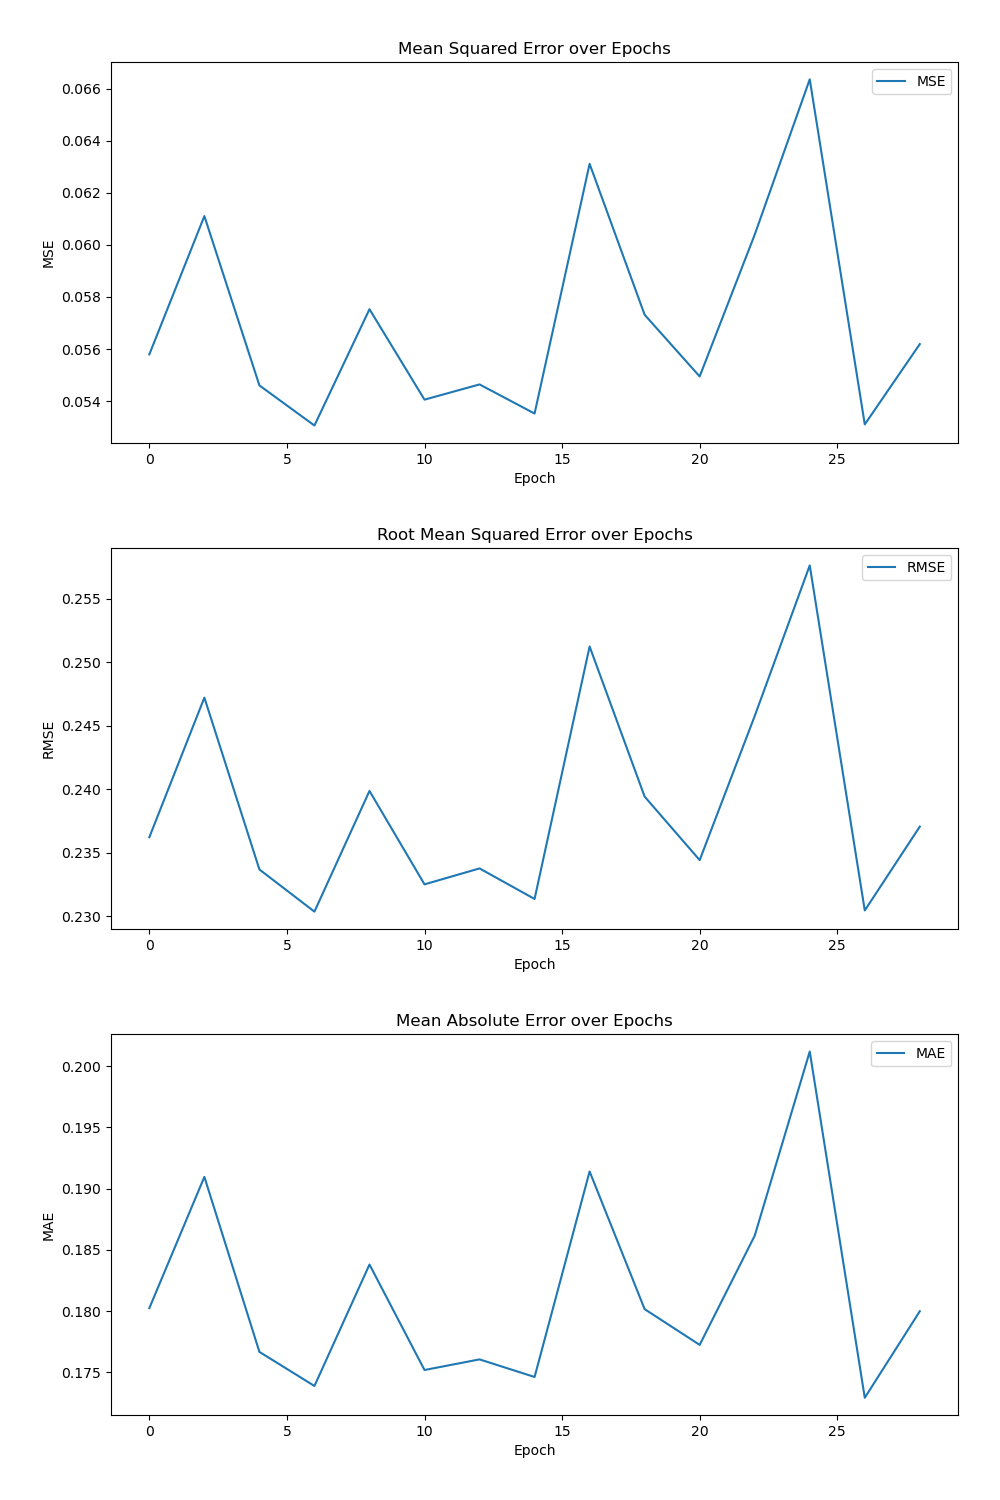 Mean Squared Error over Epochs
MSE
0.066
0.064
0.062
0.060
0.058
0.056
0.054
MSE
0 5 10 15 20 25
Epoch
Root Mean Squared Error over Epochs
RMSE
0.255
0.250
0.245
0.240
0.235
0.230
RMSE
0 5 10 15 20 25
Epoch
Mean Absolute Error over Epochs
MAE
0.200
0.195
0.190
0.185
0.180
0.175
MAE
0 5 10 15 20 25
Epoch